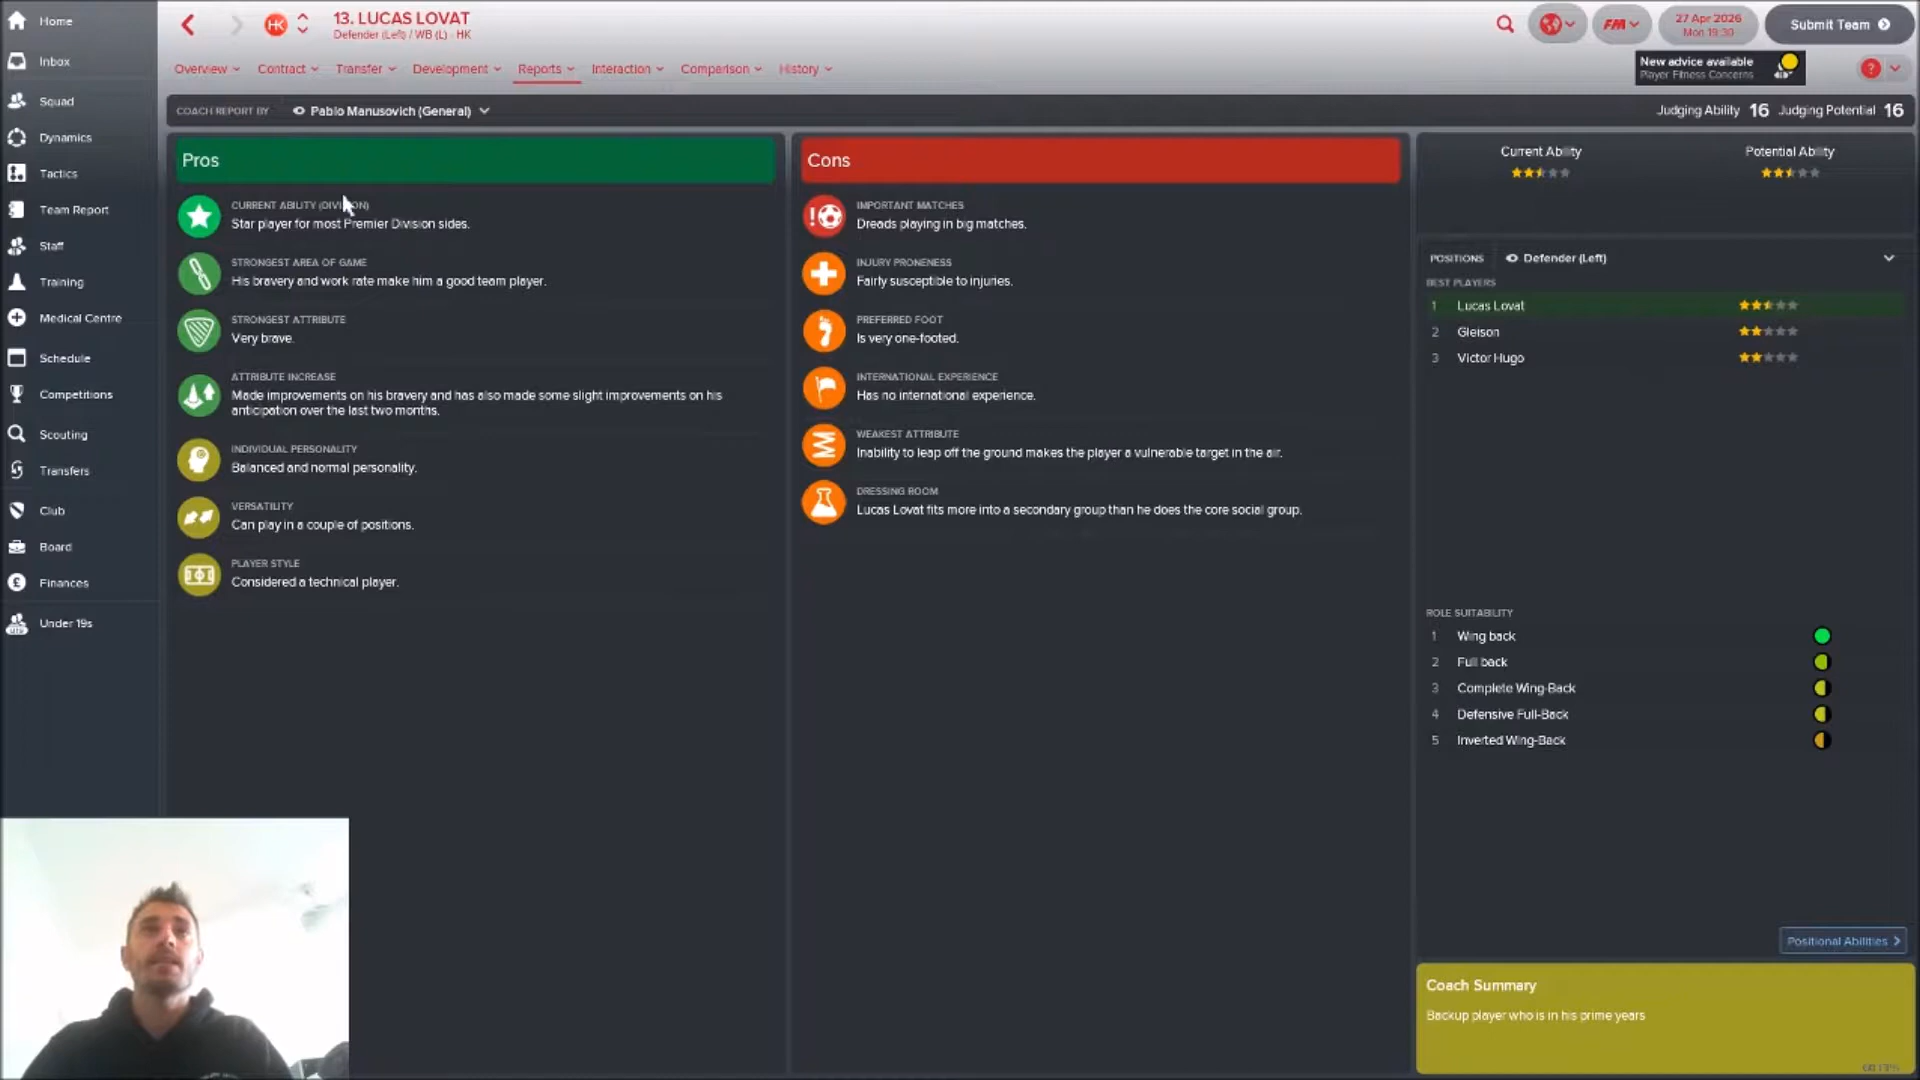 Home
Inbox
Squad
Dynamics
Tactics
Team Report
Staff
Training
Medical Centre
Schedule
Competitions
Scouting
Transfers
Club
Board
Finances
Under 19s
HK
13. LUCAS LOVAT
Defender (Left) / WB (L) - HK
FM
27 Apr 2026
Mon 19:30
Submit Team
Overview
Contract
Transfer
Development
Reports
Interaction
Comparison
History
New advice available
Player Fitness Concerns
?
COACH REPORT BY Pablo Manusovich (General)
Judging Ability 16 Judging Potential 16
Pros
CURRENT ABILITY (DIVISION)
Star player for most Premier Division sides.
STRONGEST AREA OF GAME
His bravery and work rate make him a good team player.
STRONGEST ATTRIBUTE
Very brave.
ATTRIBUTE INCREASE
Made improvements on his bravery and has also made some slight improvements on his
anticipation over the last two months.
INDIVIDUAL PERSONALITY
Balanced and normal personality.
VERSATILITY
Can play in a couple of positions.
PLAYER STYLE
Considered a technical player.
Cons
IMPORTANT MATCHES
Dreads playing in big matches.
INJURY PRONENESS
Fairly susceptible to injuries.
PREFERRED FOOT
Is very one-footed.
INTERNATIONAL EXPERIENCE
Has no international experience.
WEAKEST ATTRIBUTE
Inability to leap off the ground makes the player a vulnerable target in the air.
DRESSING ROOM
Lucas Lovat fits more into a secondary group than he does the core social group.
Current Ability
Potential Ability
POSITIONS Defender (Left)
BEST PLAYERS
1 Lucas Lovat
2 Gleison
3 Victor Hugo
ROLE SUITABILITY
1 Wing back
2 Full back
3 Complete Wing-Back
4 Defensive Full-Back
5 Inverted Wing-Back
Positional Abilities
Coach Summary
Backup player who is in his prime years